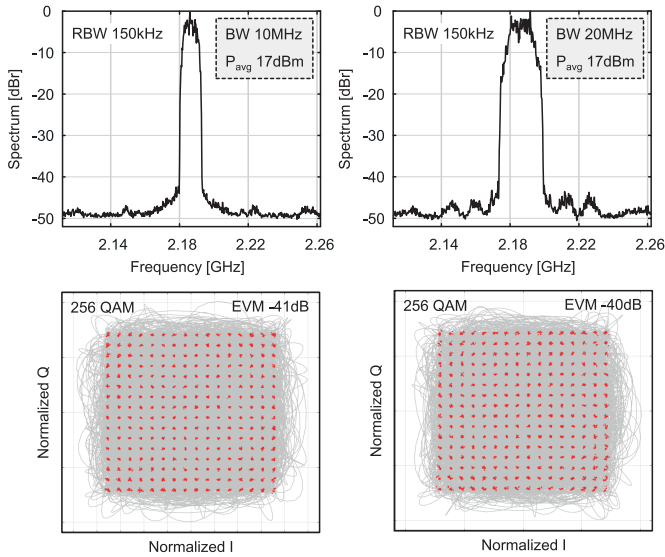 RBW 150kHz
BW 10MHz
P_avg 17dBm
Spectrum [dBr]
0
-10
-20
-30
-40
-50
2.14
2.18
2.22
2.26
Frequency [GHz]
RBW 150kHz
BW 20MHz
P_avg 17dBm
Spectrum [dBr]
0
-10
-20
-30
-40
-50
2.14
2.18
2.22
2.26
Frequency [GHz]
256 QAM
EVM -41dB
Normalized Q
Normalized I
256 QAM
EVM -40dB
Normalized Q
Normalized I